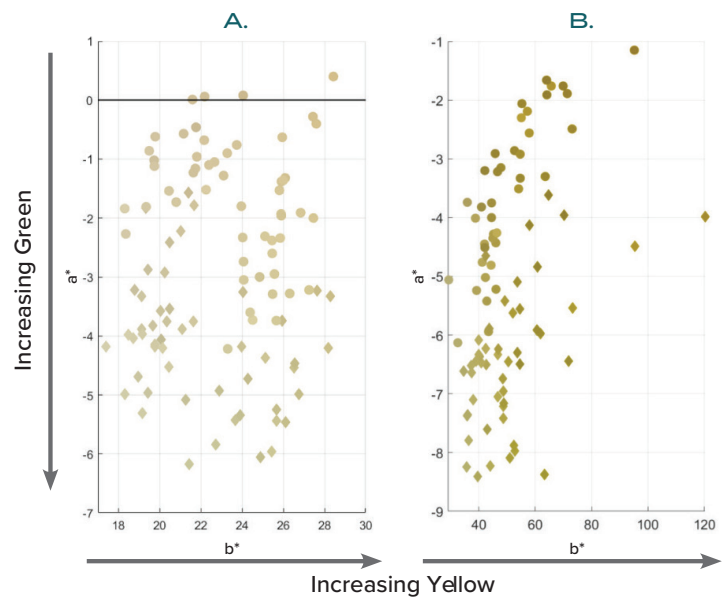 A. B.
1 -1
0 -2
-1 -3
-2 -4
-3 -5
-4 -6
-5 -7
-6 -8
-7 -9
a* a*
18 20 22 24 26 28 30 40 60 80 100 120
b* b*
Increasing Green
Increasing Yellow